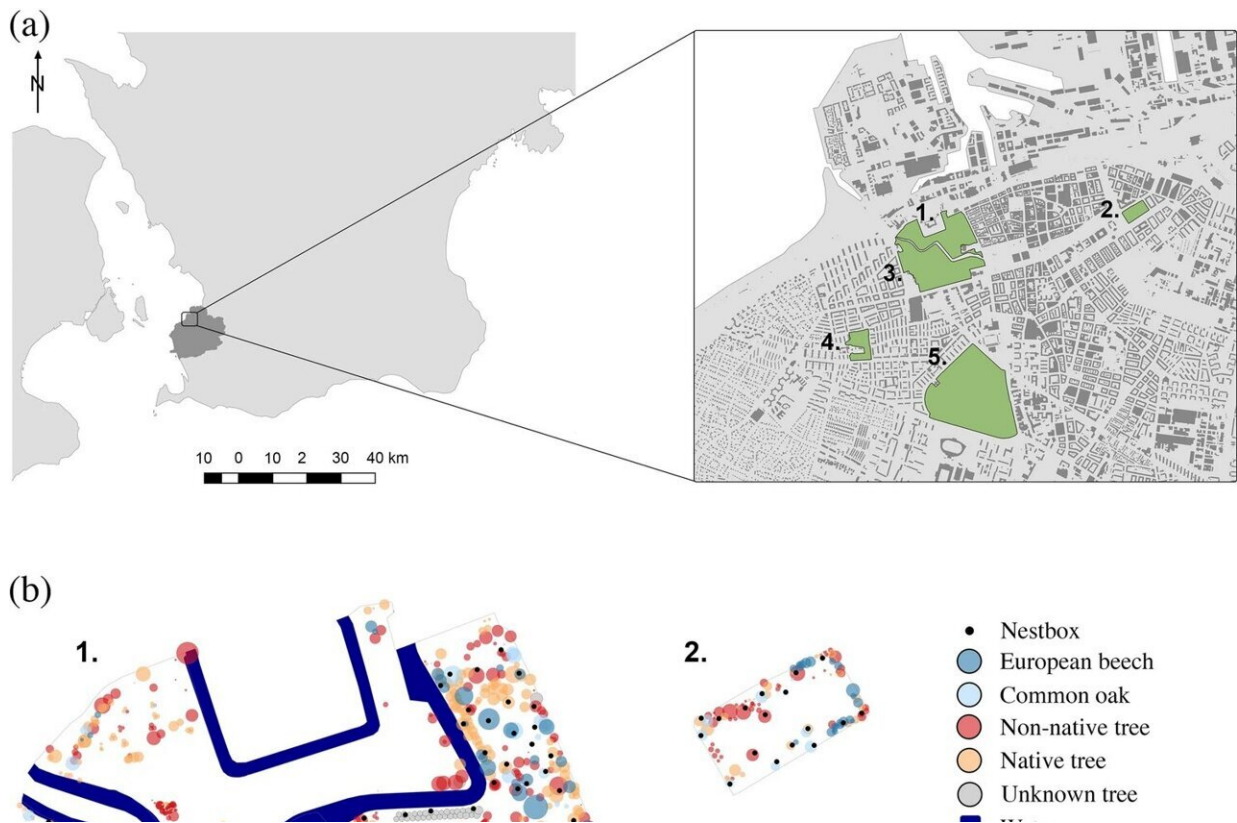 (a)
N
1.
2.
3.
4.
5.
10 0 10 2 30 40 km
(b)
1.
2.
Nestbox
European beech
Common oak
Non-native tree
Native tree
Unknown tree